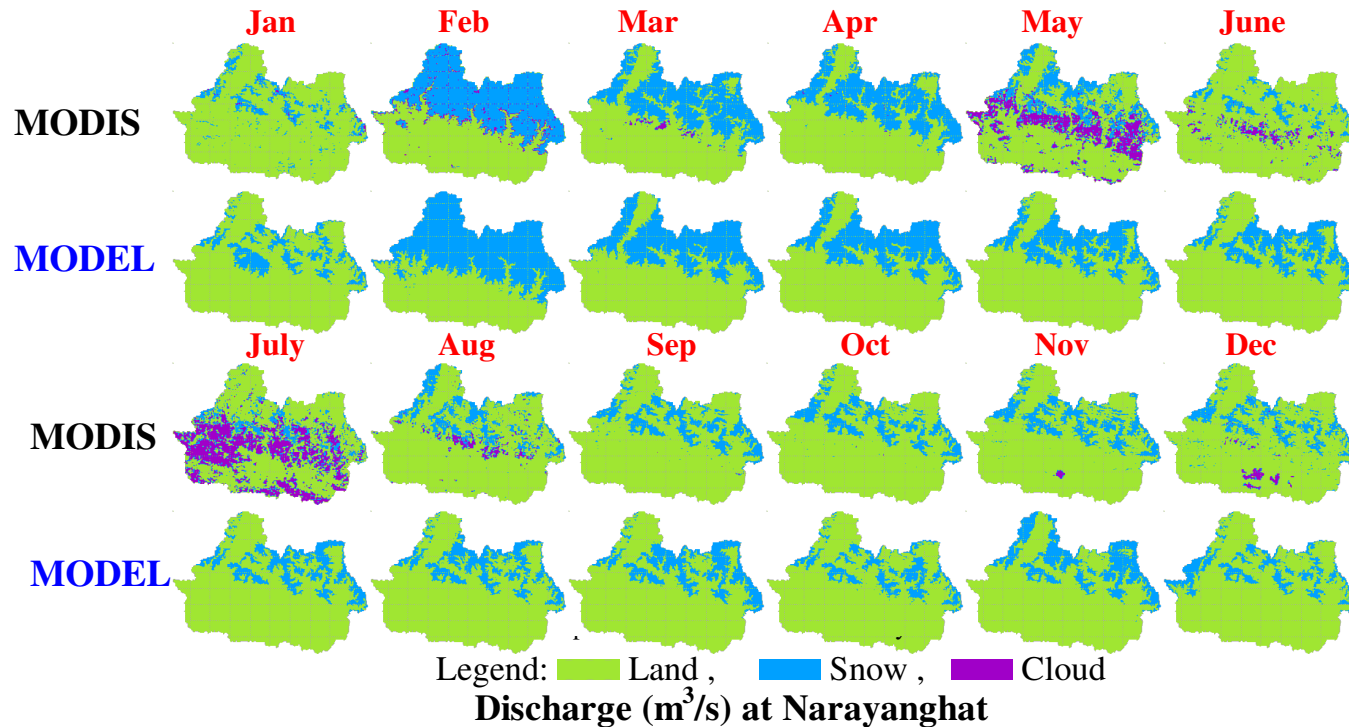 Jan Feb Mar Apr May June
MODIS
MODEL
July Aug Sep Oct Nov Dec
MODIS
MODEL
Legend: Land , Snow , Cloud
Discharge (m³/s) at Narayanghat